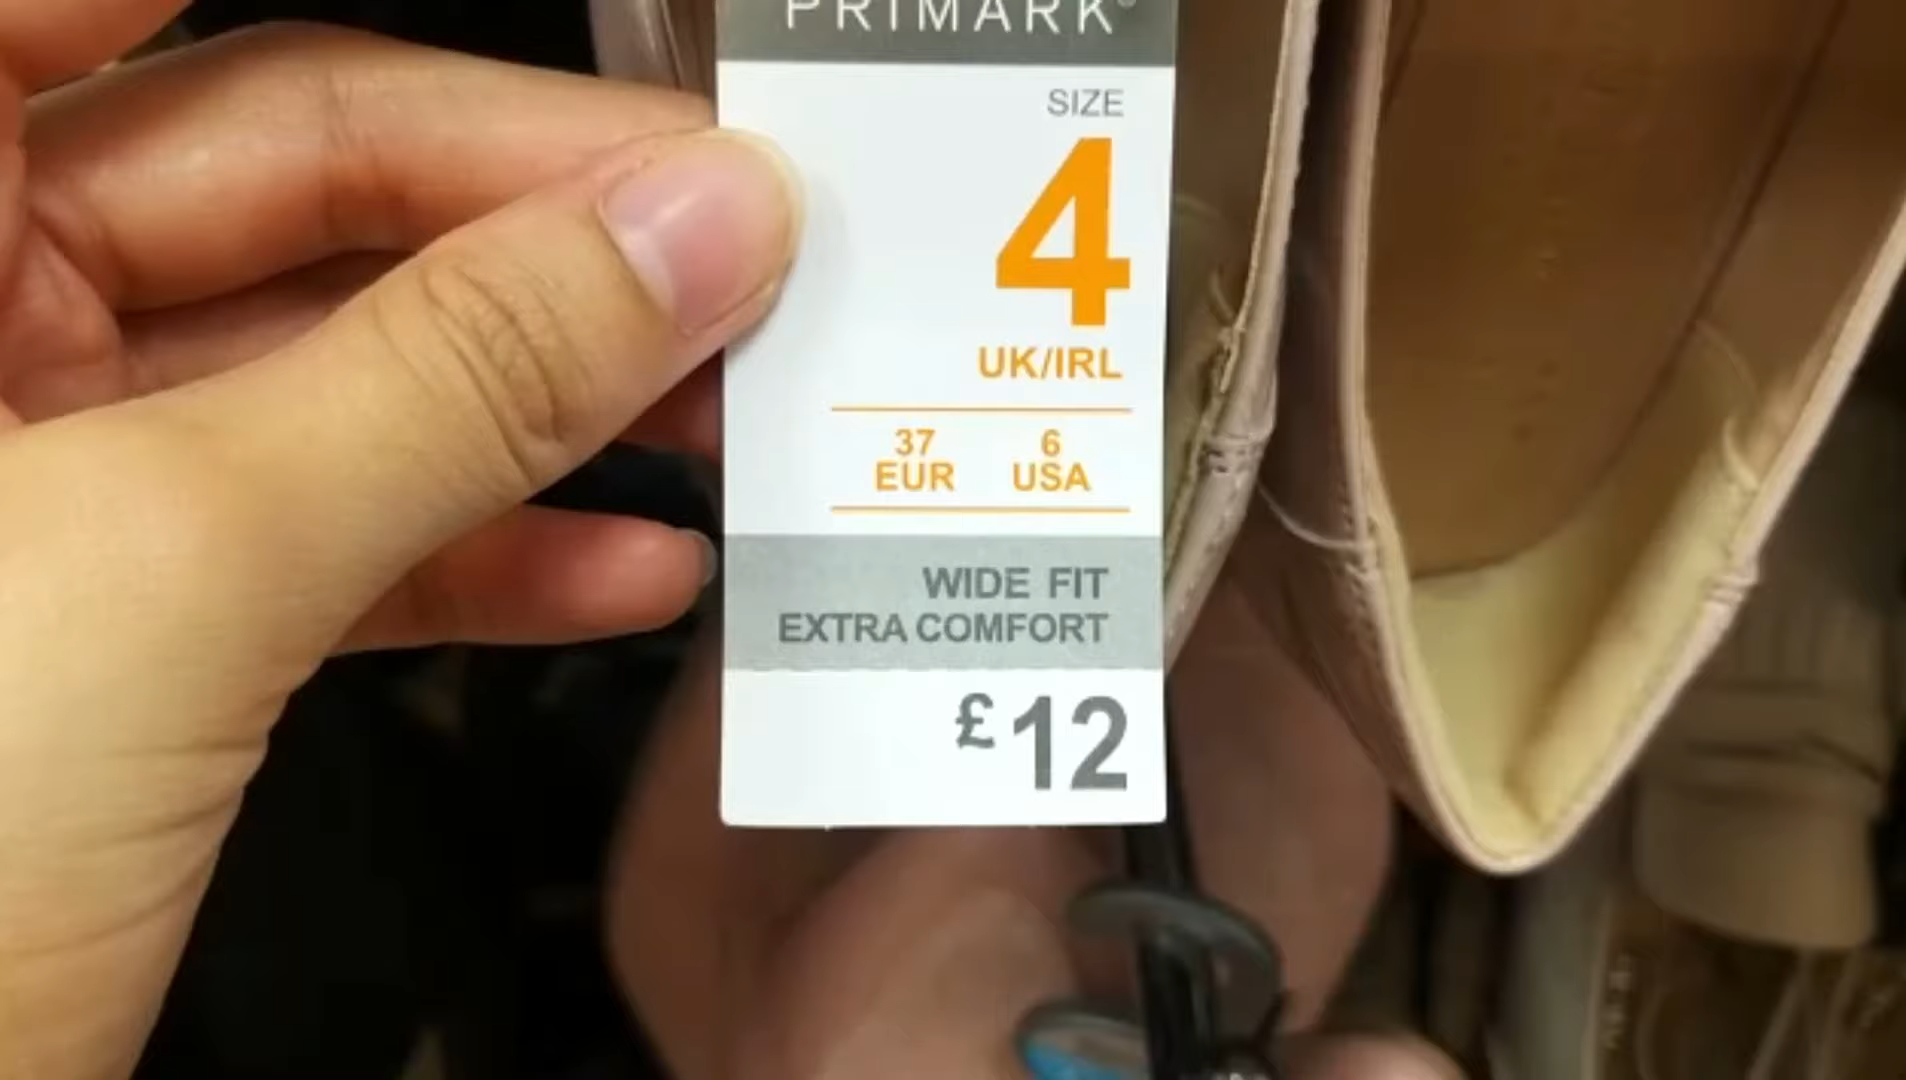 PRIMARK®
SIZE
4
UK/IRL
37 6
EUR USA
WIDE FIT
EXTRA COMFORT
£12